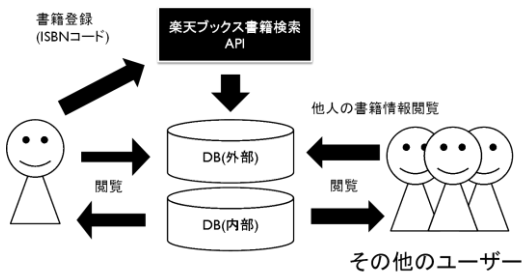 書籍登録
(ISBNコード)
楽天ブックス書籍検索
API
他人の書籍情報閲覧
DB(外部)
閲覧
閲覧
DB(内部)
その他のユーザー